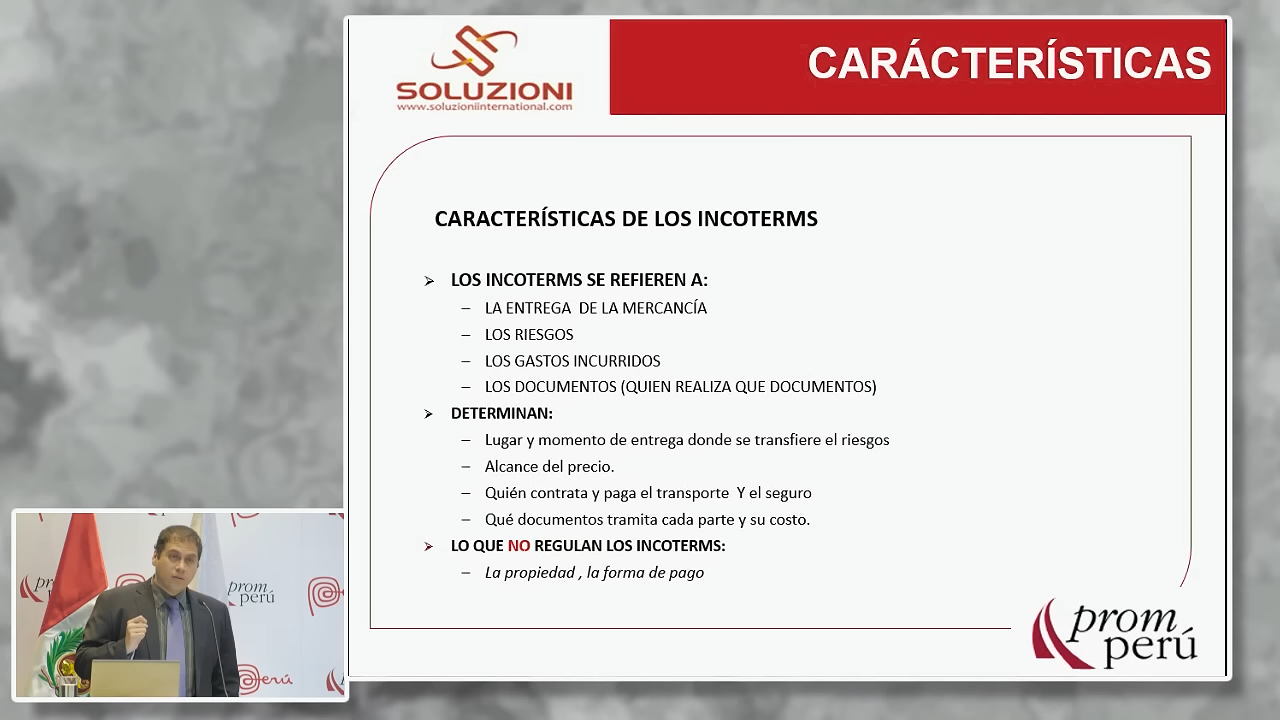 SOLUZIONI
www.soluzioniinternational.com
CARÁCTERÍSTICAS
CARACTERÍSTICAS DE LOS INCOTERMS
LOS INCOTERMS SE REFIEREN A:
– LA ENTREGA DE LA MERCANCÍA
– LOS RIESGOS
– LOS GASTOS INCURRIDOS
– LOS DOCUMENTOS (QUIEN REALIZA QUE DOCUMENTOS)
DETERMINAN:
– Lugar y momento de entrega donde se transfiere el riesgos
– Alcance del precio.
– Quién contrata y paga el transporte Y el seguro
– Qué documentos tramita cada parte y su costo.
LO QUE NO REGULAN LOS INCOTERMS:
– La propiedad , la forma de pago
prom
perú
prom
perú